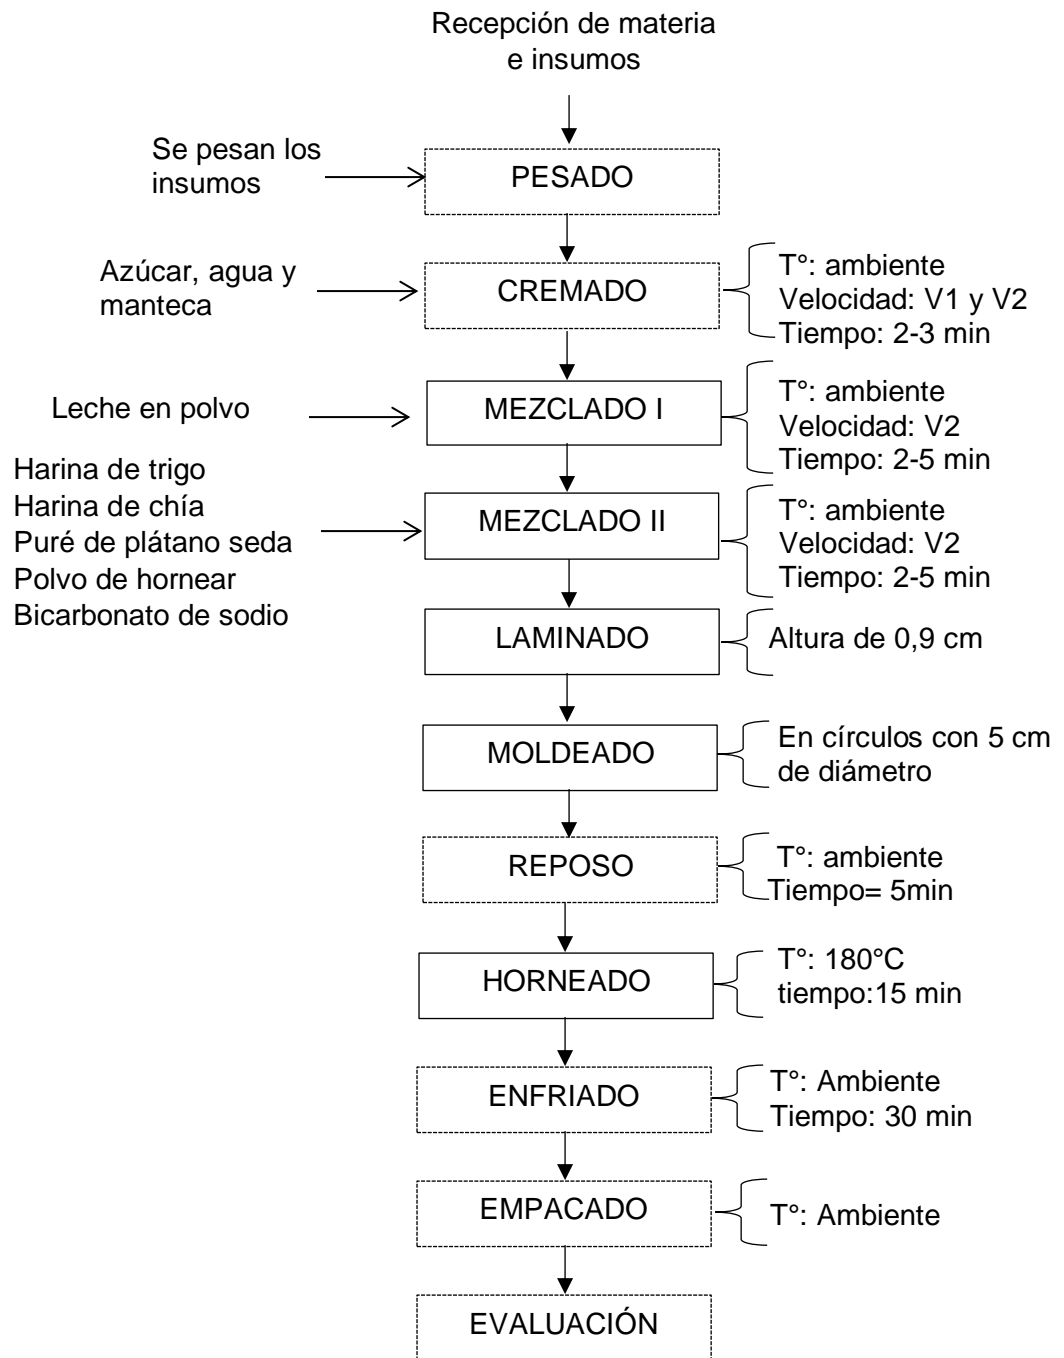 Recepción de materia
e insumos
Se pesan los
insumos
PESADO
Azúcar, agua y
manteca
CREMADO
T°: ambiente
Velocidad: V1 y V2
Tiempo: 2-3 min
Leche en polvo
MEZCLADO I
T°: ambiente
Velocidad: V2
Tiempo: 2-5 min
Harina de trigo
Harina de chía
Puré de plátano seda
Polvo de hornear
Bicarbonato de sodio
MEZCLADO II
T°: ambiente
Velocidad: V2
Tiempo: 2-5 min
LAMINADO
Altura de 0,9 cm
MOLDEADO
En círculos con 5 cm
de diámetro
REPOSO
T°: ambiente
Tiempo= 5min
HORNEADO
T°: 180°C
tiempo:15 min
ENFRIADO
T°: Ambiente
Tiempo: 30 min
EMPACADO
T°: Ambiente
EVALUACIÓN